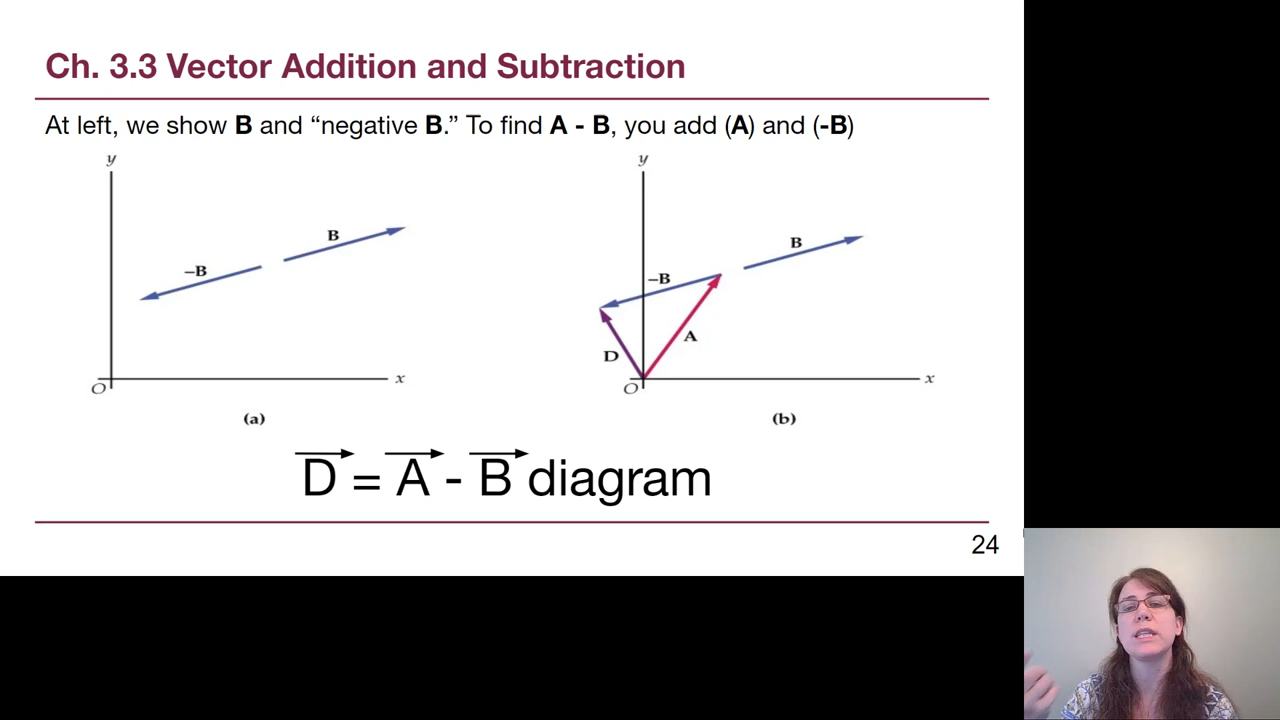 Ch. 3.3 Vector Addition and Subtraction
At left, we show B and “negative B.” To find A - B, you add (A) and (-B)
y
B
–B
O
x
(a)
y
B
–B
A
D
O
x
(b)
D = A - B diagram
24